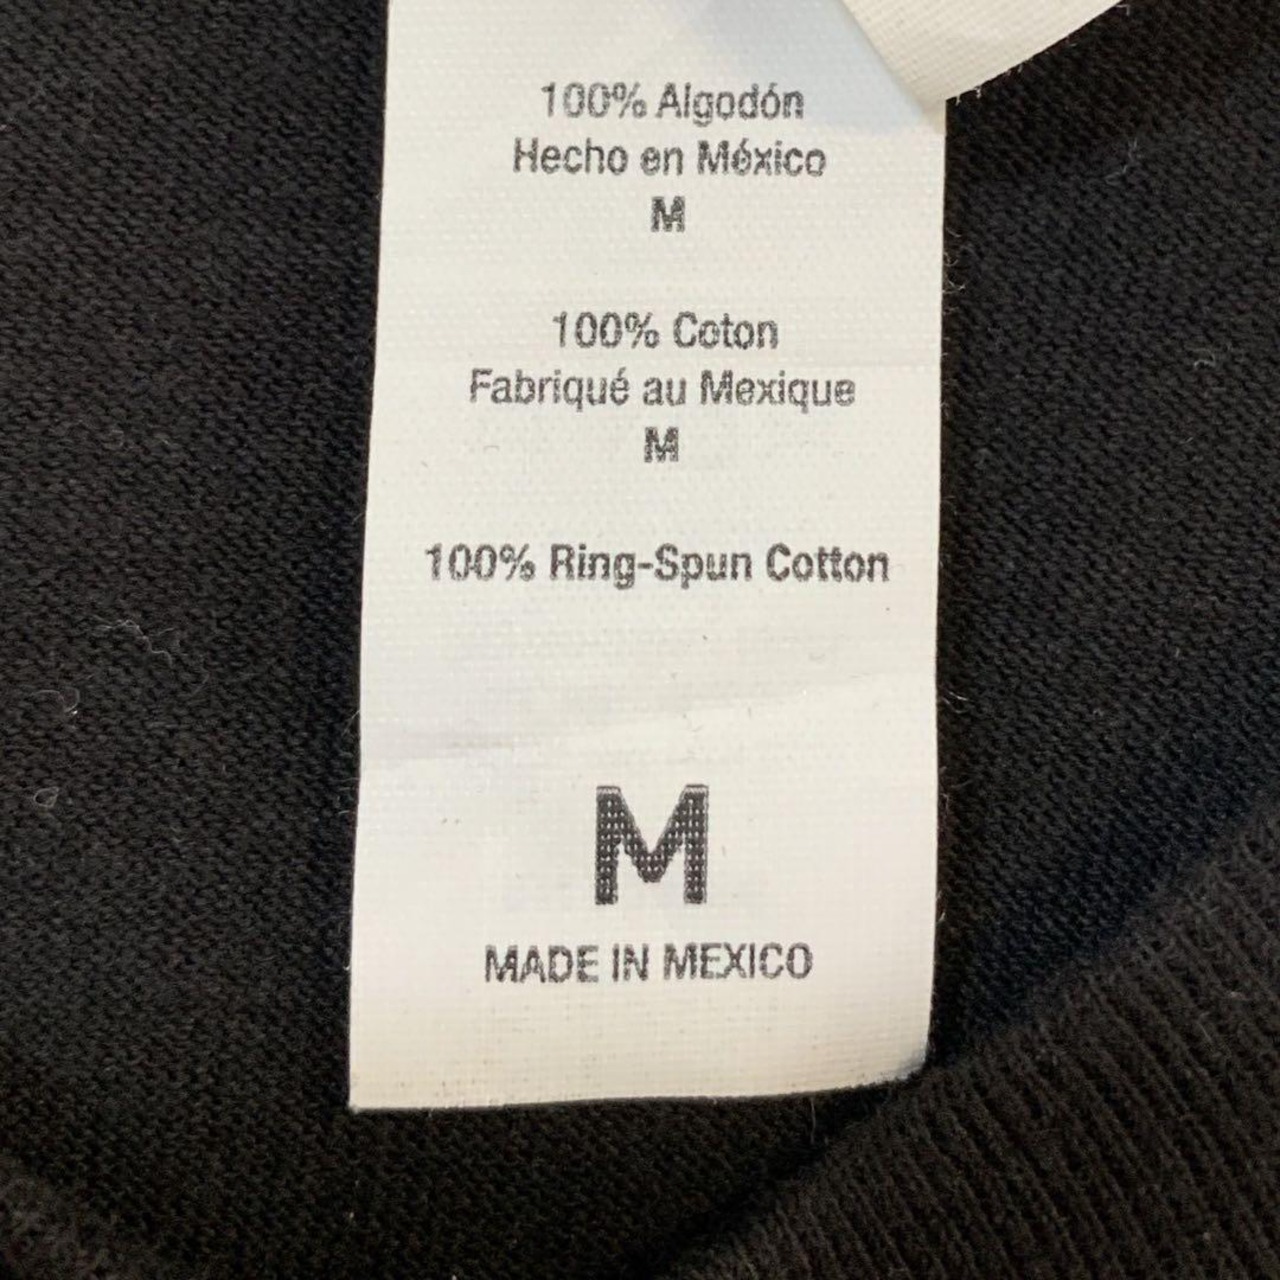 100% Algodón
Hecho en México
M
100% Coton
Fabriqué au Mexique
M
100% Ring-Spun Cotton
M
MADE IN MEXICO